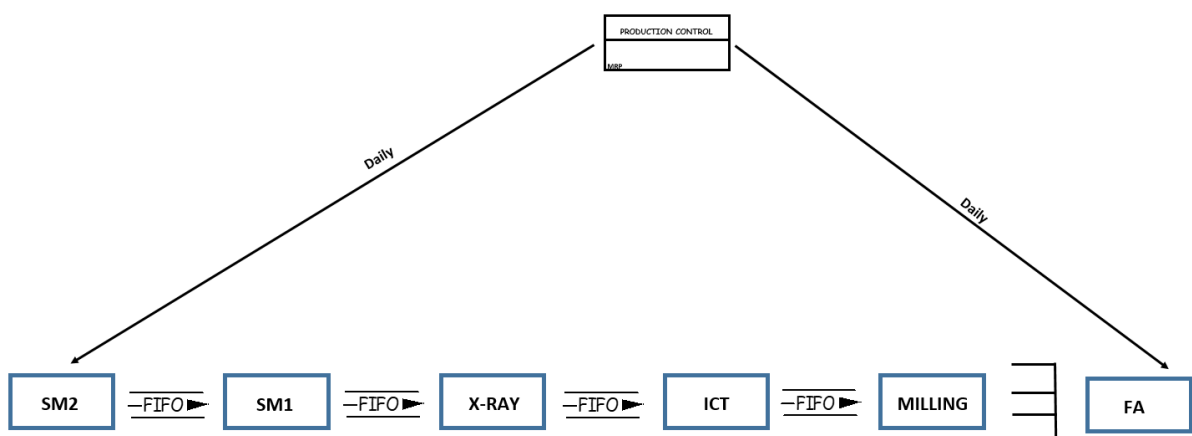 PRODUCTION CONTROL
MRP
Daily
Daily
SM2
FIFO
SM1
FIFO
X-RAY
FIFO
ICT
FIFO
MILLING
FA